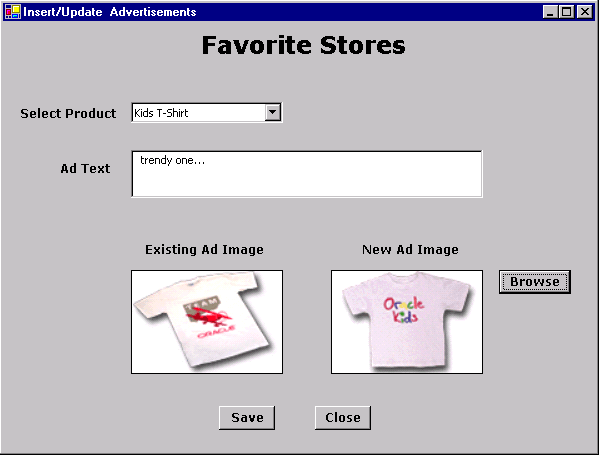 Insert/Update Advertisements
Favorite Stores
Select Product
Kids T-Shirt
Ad Text
trendy one...
Existing Ad Image
New Ad Image
TEAM
ORACLE
Oracle
Kids
Browse
Save
Close